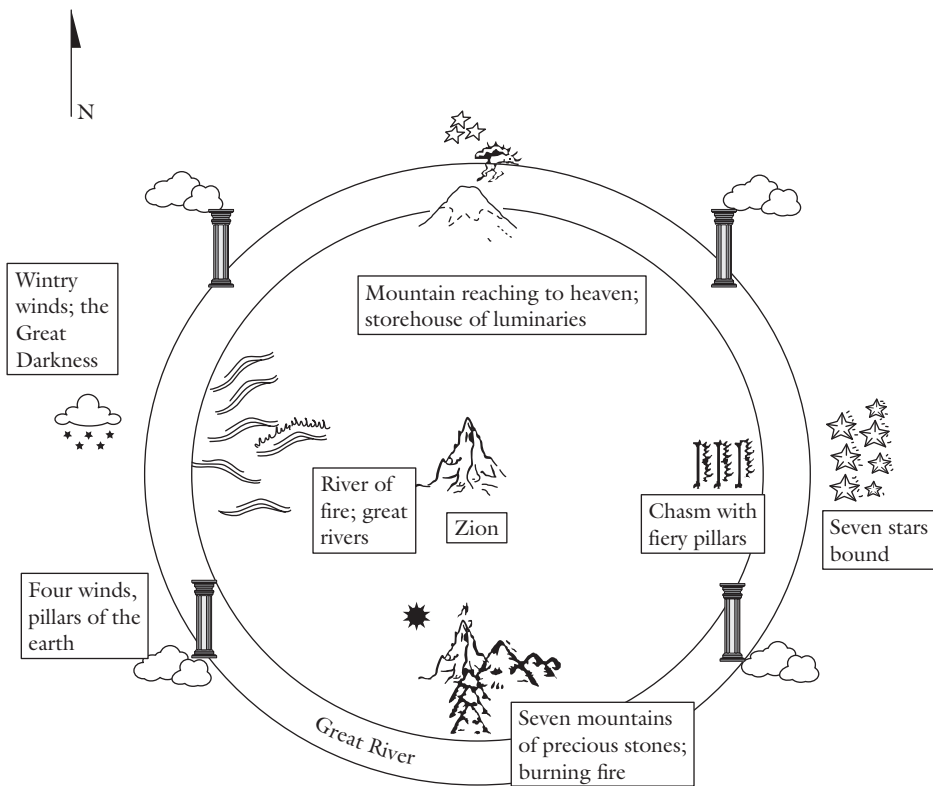 N
Wintry
winds; the
Great
Darkness
Mountain reaching to heaven;
storehouse of luminaries
River of
fire; great
rivers
Zion
Chasm with
fiery pillars
Seven stars
bound
Four winds,
pillars of the
earth
Great River
Seven mountains
of precious stones;
burning fire